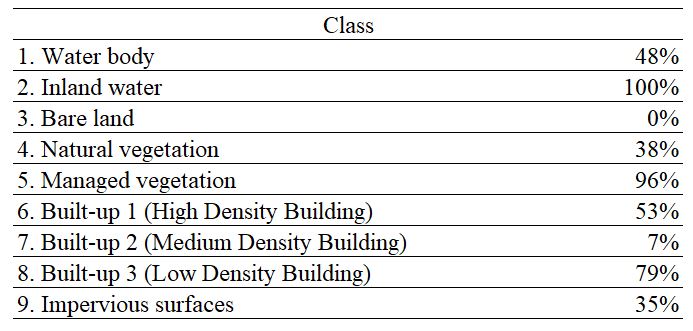 Class
1. Water body 48%
2. Inland water 100%
3. Bare land 0%
4. Natural vegetation 38%
5. Managed vegetation 96%
6. Built-up 1 (High Density Building) 53%
7. Built-up 2 (Medium Density Building) 7%
8. Built-up 3 (Low Density Building) 79%
9. Impervious surfaces 35%